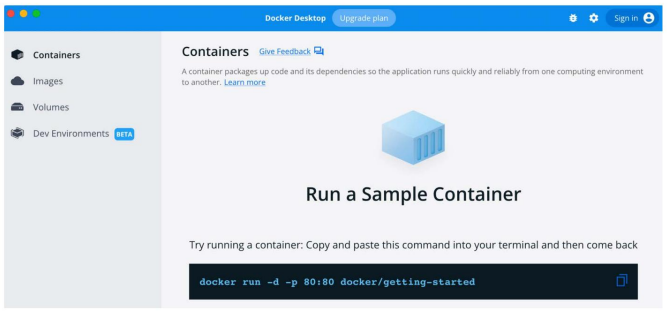 Docker Desktop Upgrade plan Sign in
Containers
Images
Volumes
Dev Environments BETA
Containers Give Feedback
A container packages up code and its dependencies so the application runs quickly and reliably from one computing environment
to another. Learn more
Run a Sample Container
Try running a container: Copy and paste this command into your terminal and then come back
docker run -d -p 80:80 docker/getting-started